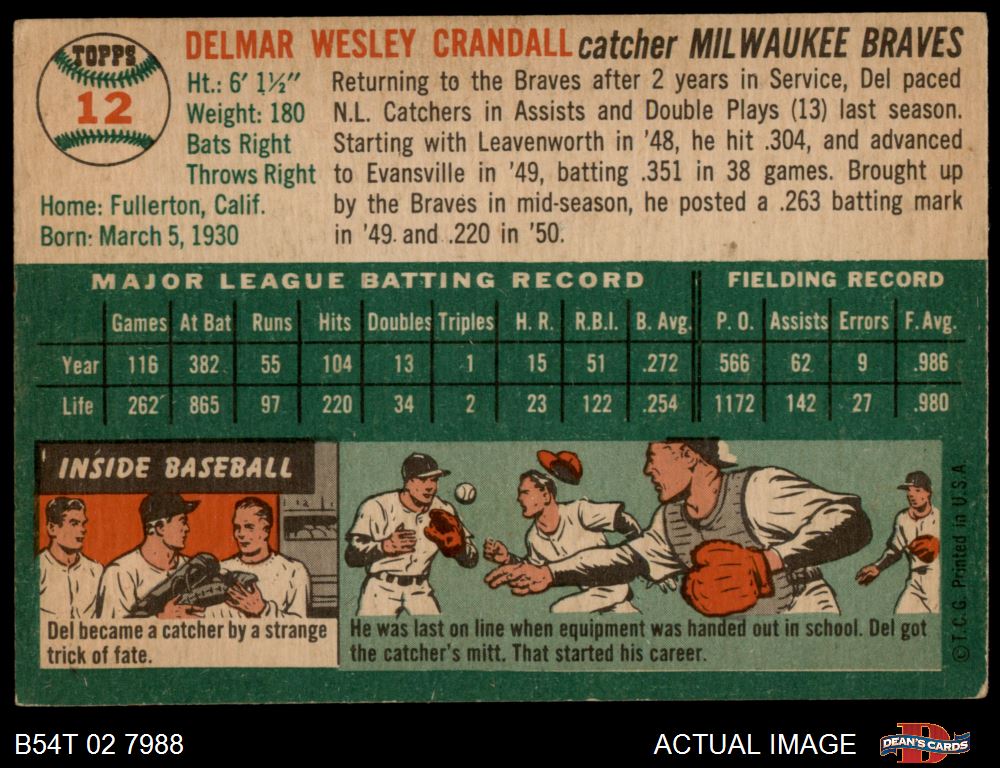 TOPPS
12
DELMAR WESLEY CRANDALL catcher MILWAUKEE BRAVES
Ht.: 6' 1½"
Weight: 180
Bats Right
Throws Right
Home: Fullerton, Calif.
Born: March 5, 1930
Returning to the Braves after 2 years in Service, Del paced
N.L. Catchers in Assists and Double Plays (13) last season.
Starting with Leavenworth in '48, he hit .304, and advanced
to Evansville in '49, batting .351 in 38 games. Brought up
by the Braves in mid-season, he posted a .263 batting mark
in '49 and .220 in '50.
MAJOR LEAGUE BATTING RECORD FIELDING RECORD
Games At Bat Runs Hits Doubles Triples H. R. R.B.I. B. Avg. P. O. Assists Errors F. Avg.
Year 116 382 55 104 13 1 15 51 .272 566 62 9 .986
Life 262 865 97 220 34 2 23 122 .254 1172 142 27 .980
INSIDE BASEBALL
Del became a catcher by a strange
trick of fate.
He was last on line when equipment was handed out in school. Del got
the catcher's mitt. That started his career.
© T.C.G. Printed in U.S.A.
B54T 02 7988
ACTUAL IMAGE
DEAN'S CARDS